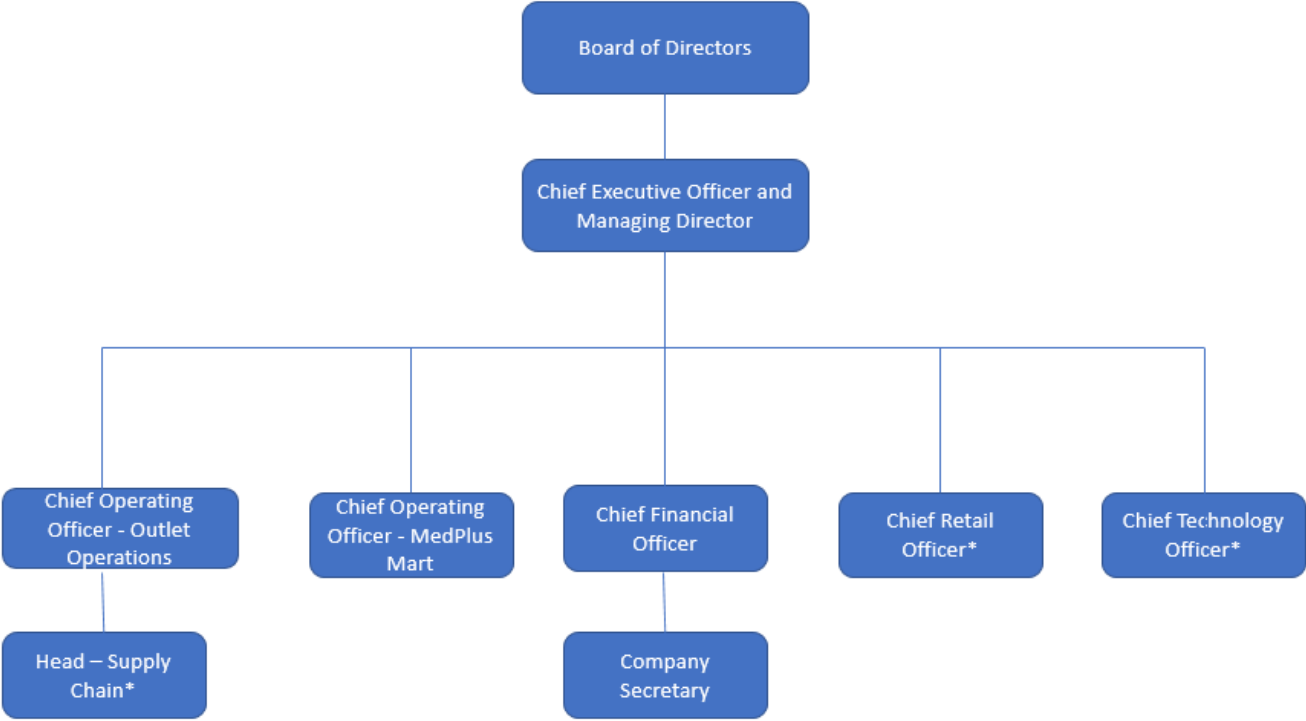 Board of Directors
Chief Executive Officer and
Managing Director
Chief Operating
Officer - Outlet
Operations
Chief Operating
Officer - MedPlus
Mart
Chief Financial
Officer
Chief Retail
Officer*
Chief Technology
Officer*
Head – Supply
Chain*
Company
Secretary